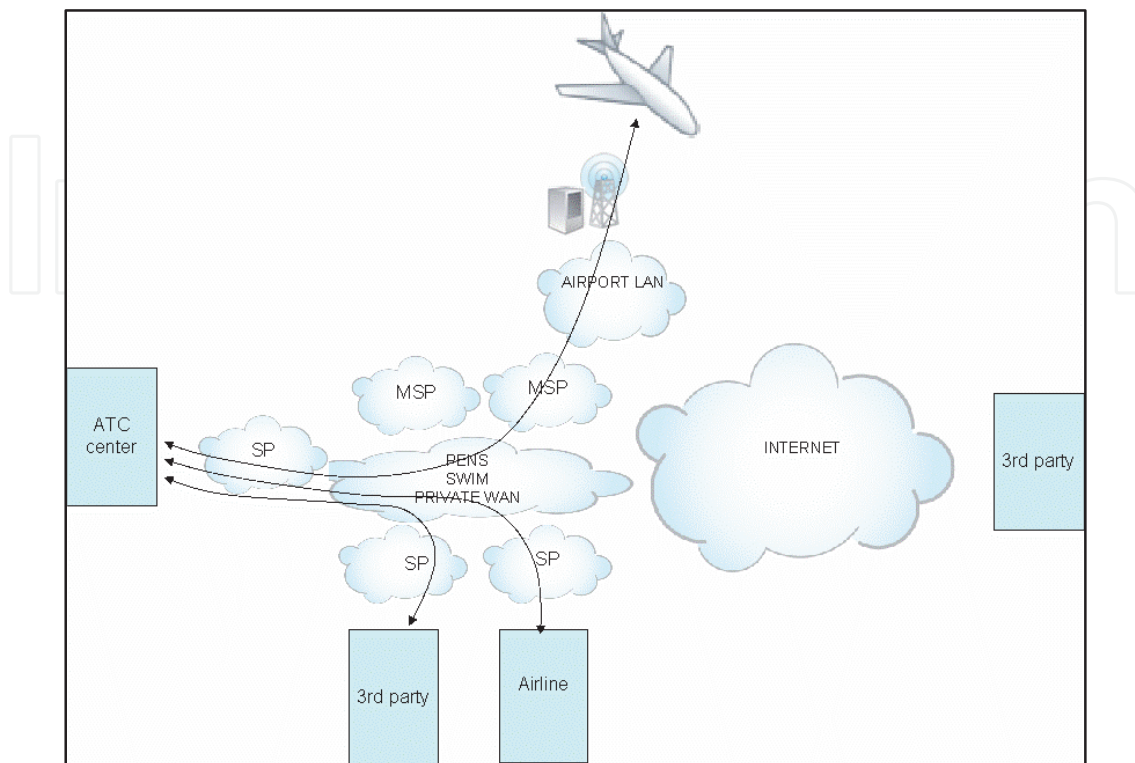 AIRPORT LAN
MSP
MSP
ATC
center
SP
PENS
SWIM
PRIVATE WAN
INTERNET
3rd party
SP
SP
3rd party
Airline